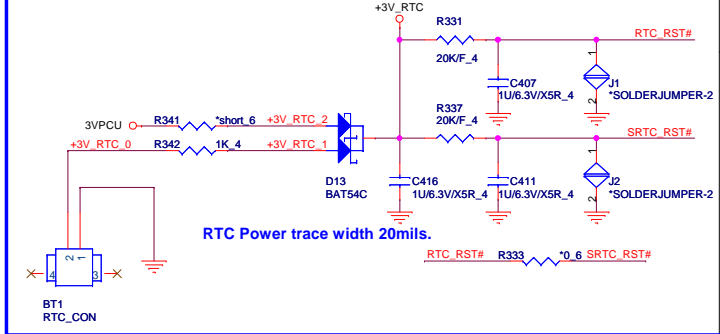 +3V_RTC
R331
20K/F_4
RTC_RST#
C407
1U/6.3V/X5R_4
1
J1
2
*SOLDERJUMPER-2
3VPCU
R341
*short_6
+3V_RTC_2
R337
20K/F_4
SRTC_RST#
+3V_RTC_0
R342
1K_4
+3V_RTC_1
D13
BAT54C
C416
1U/6.3V/X5R_4
C411
1U/6.3V/X5R_4
1
J2
2
*SOLDERJUMPER-2
RTC Power trace width 20mils.
RTC_RST#
R333
*0_6
SRTC_RST#
2
1
4
3
BT1
RTC_CON